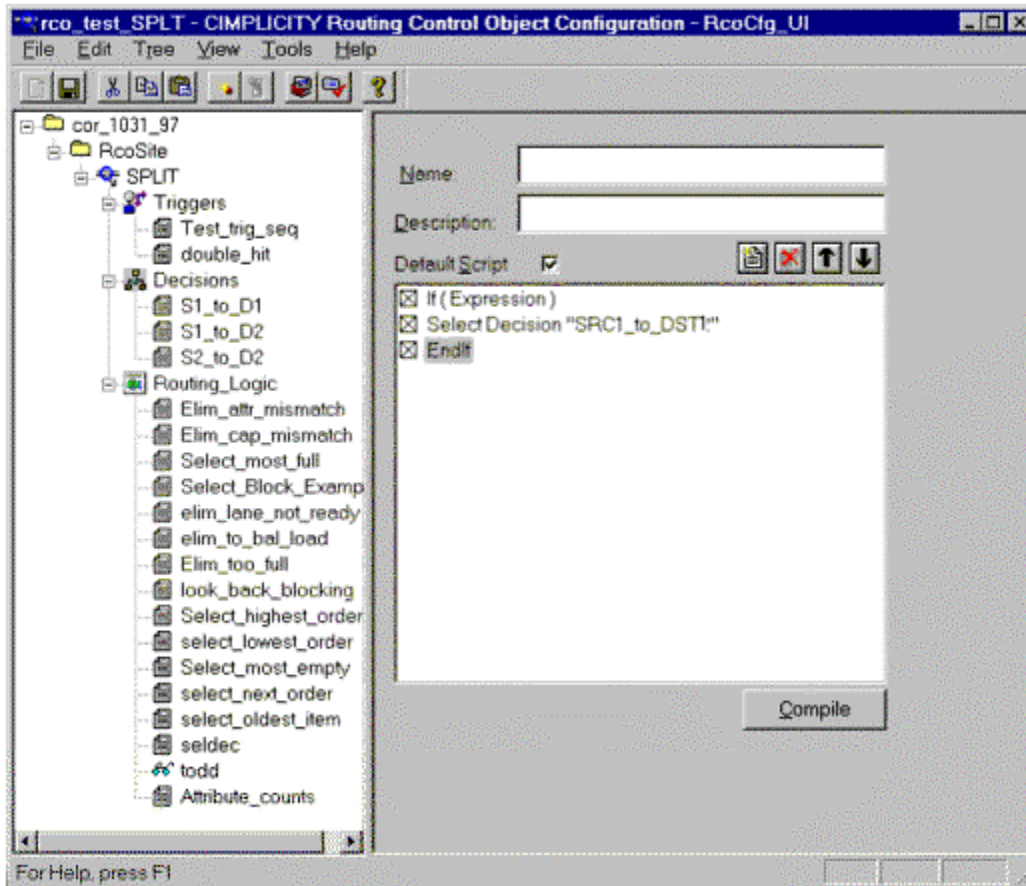 rco_test_SPLT - CIMPLICITY Routing Control Object Configuration - RcoCfg_UI
File Edit Tree View Tools Help
cor_1031_97
RcoSite
SPLIT
Triggers
Test_trig_seq
double_hit
Decisions
S1_to_D1
S1_to_D2
S2_to_D2
Routing_Logic
Elim_attr_mismatch
Elim_cap_mismatch
Select_most_full
Select_Block_Examp
elim_lane_not_ready
elim_to_bal_load
Elim_too_full
look_back_blocking
Select_highest_order
select_lowest_order
Select_most_empty
select_next_order
select_oldest_item
seldec
todd
Attribute_counts
Name:
Description:
Default Script
If ( Expression )
Select Decision "SRC1_to_DST1:"
EndIf
Compile
For Help, press F1